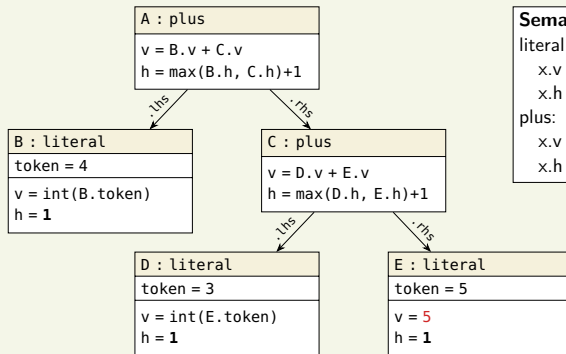 A : plus
v = B.v + C.v
h = max(B.h, C.h)+1
.lhs
.rhs
B : literal
token = 4
v = int(B.token)
h = 1
C : plus
v = D.v + E.v
h = max(D.h, E.h)+1
.lhs
.rhs
D : literal
token = 3
v = int(E.token)
h = 1
E : literal
token = 5
v = 5
h = 1
Sema
literal
x.v
x.h
plus:
x.v
x.h